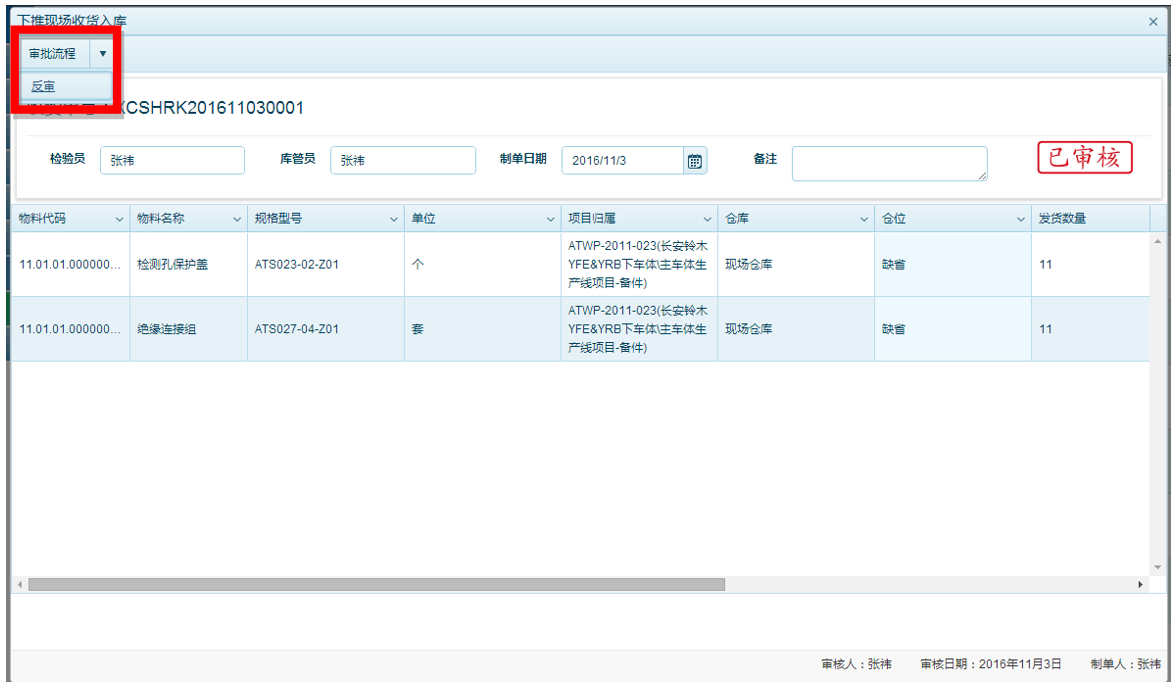 下推现场收货入库
审批流程
反审
XCSHRK201611030001
检验员 张祎 库管员 张祎 制单日期 2016/11/3 备注 已审核
物料代码 物料名称 规格型号 单位 项目归属 仓库 仓位 发货数量
11.01.01.000000... 检测孔保护盖 ATS023-02-Z01 个 ATWP-2011-023(长安铃木YFE&YRB下车体\主车体生产线项目-备件) 现场仓库 缺省 11
11.01.01.000000... 绝缘连接组 ATS027-04-Z01 套 ATWP-2011-023(长安铃木YFE&YRB下车体\主车体生产线项目-备件) 现场仓库 缺省 11
审核人：张祎 审核日期：2016年11月3日 制单人：张祎